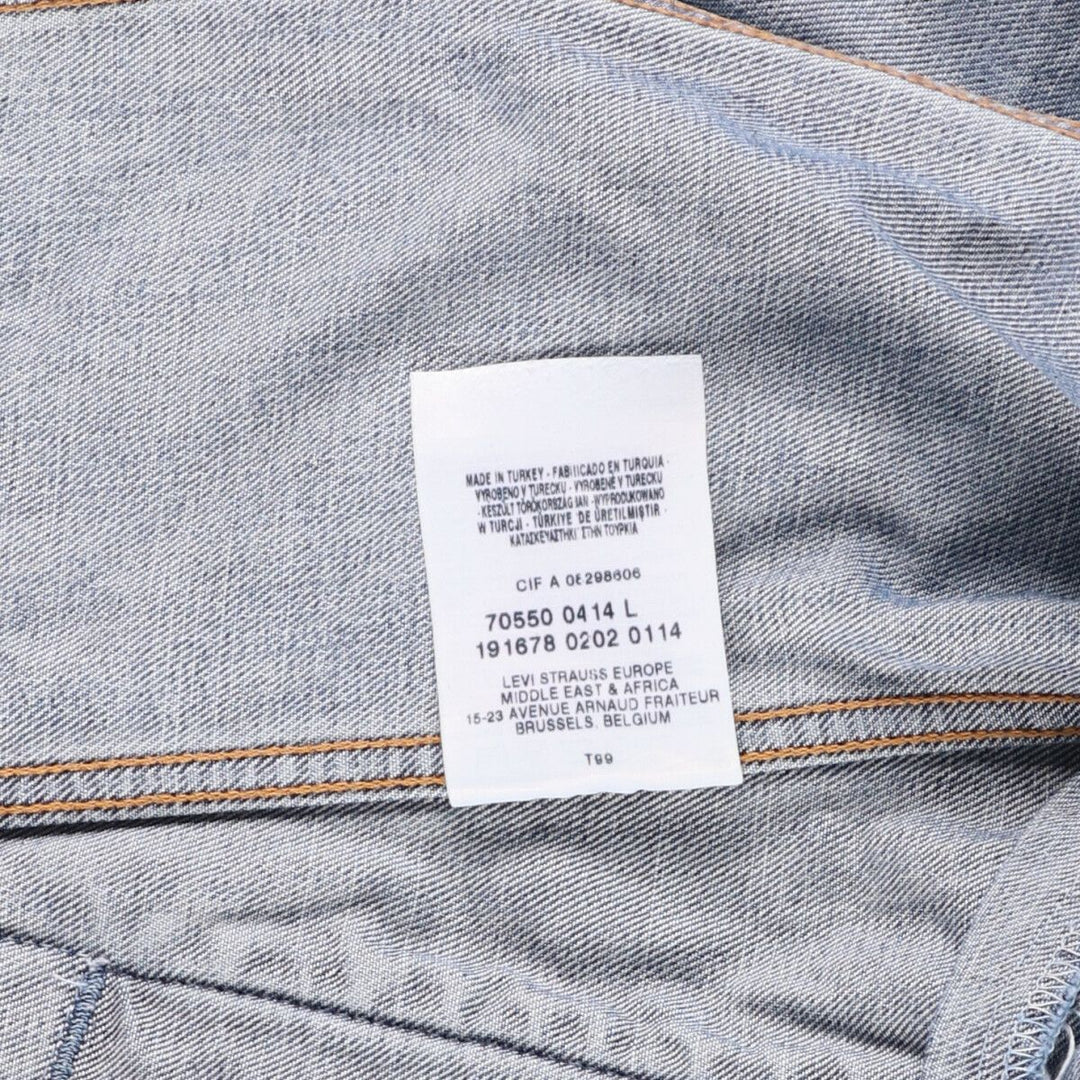 MADE IN TURKEY - FABRICADO EN TURQUIA -
VYROBENO V TURECKU - VYROBENÉ V TURECKU
- KESZÜLT TÖRÖKORSZÁGBAN - WYPRODUKOWANO
W TURCJI - TÜRKIYE DE ÜRETILMIŞTIR -
ΚΑΤΑΣΚΕΥΑΣΤΗΚΕ ΣΤΗΝ ΤΟΥΡΚΙΑ
CIF A 08298606
70550 0414 L
191678 0202 0114
LEVI STRAUSS EUROPE
MIDDLE EAST & AFRICA
15-23 AVENUE ARNAUD FRAITEUR
BRUSSELS, BELGIUM
T99